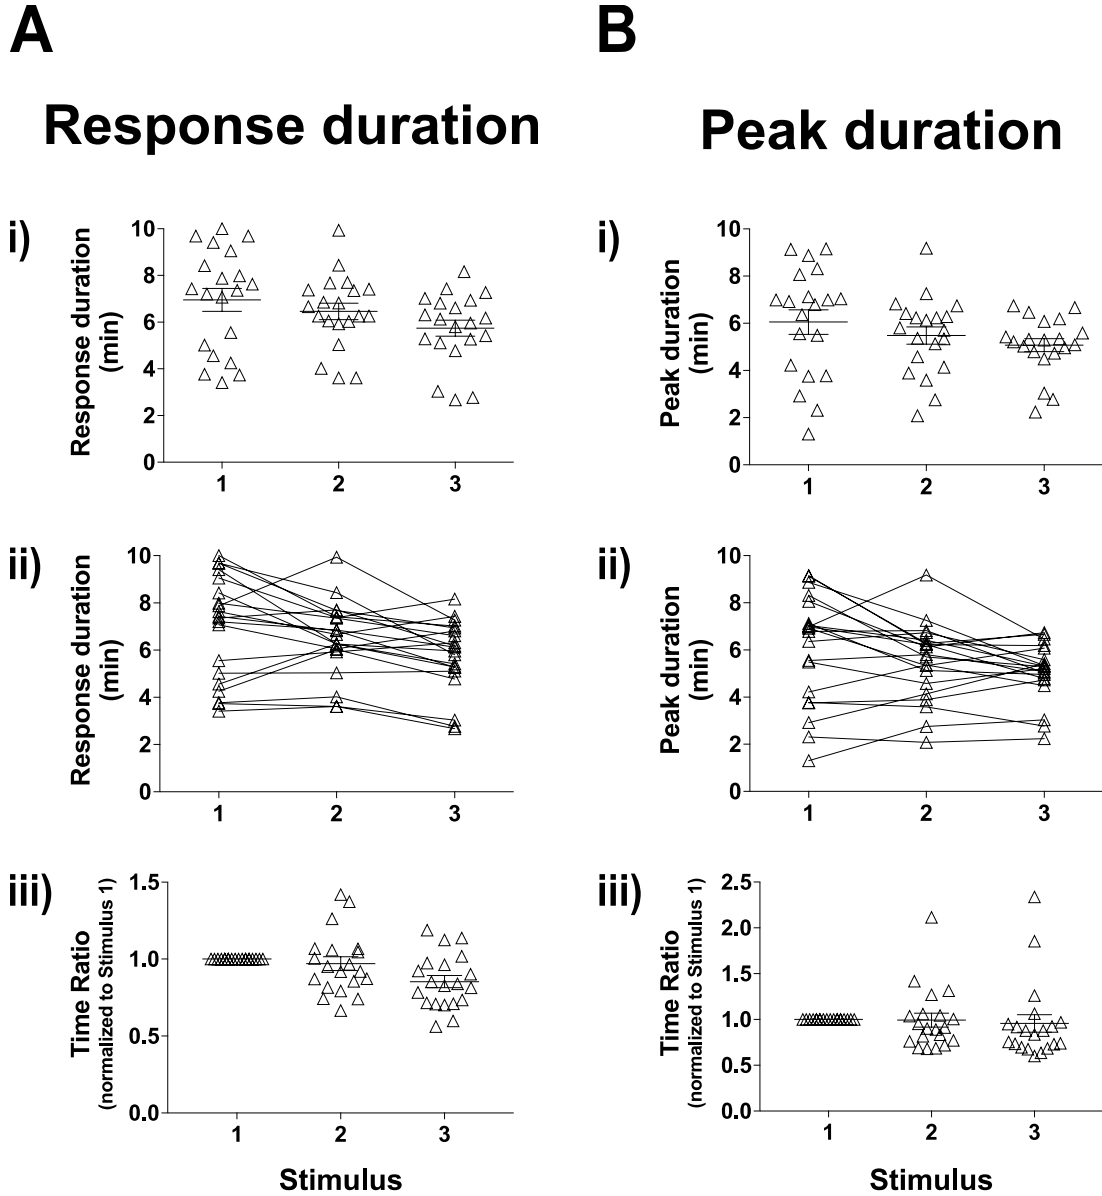 A
B
Response duration
Peak duration
i)
Response duration
(min)
10
8
6
4
2
0
1 2 3
i)
Peak duration
(min)
10
8
6
4
2
0
1 2 3
ii)
Response duration
(min)
10
8
6
4
2
0
1 2 3
ii)
Peak duration
(min)
10
8
6
4
2
0
1 2 3
iii)
Time Ratio
(normalized to Stimulus 1)
1.5
1.0
0.5
0.0
1 2 3
Stimulus
iii)
Time Ratio
(normalized to Stimulus 1)
2.5
2.0
1.5
1.0
0.5
0.0
1 2 3
Stimulus